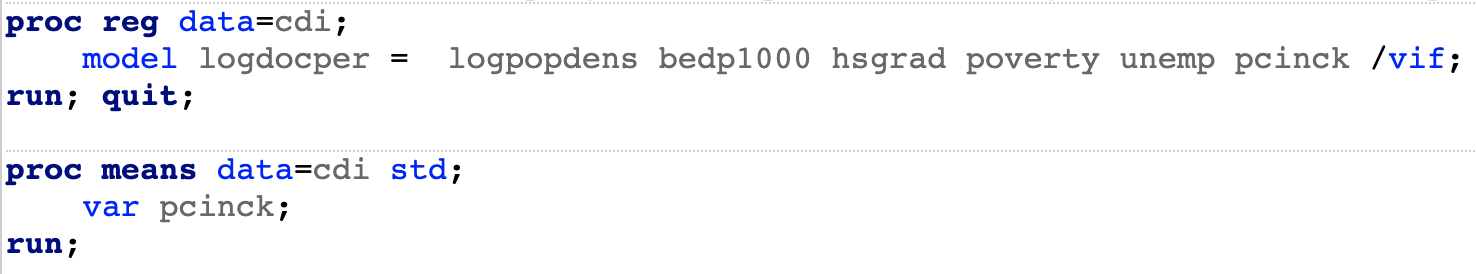 proc reg data=cdi;
    model logdocper =  logpopdens bedp1000 hsgrad poverty unemp pcinck /vif;
run; quit;
proc means data=cdi std;
    var pcinck;
run;